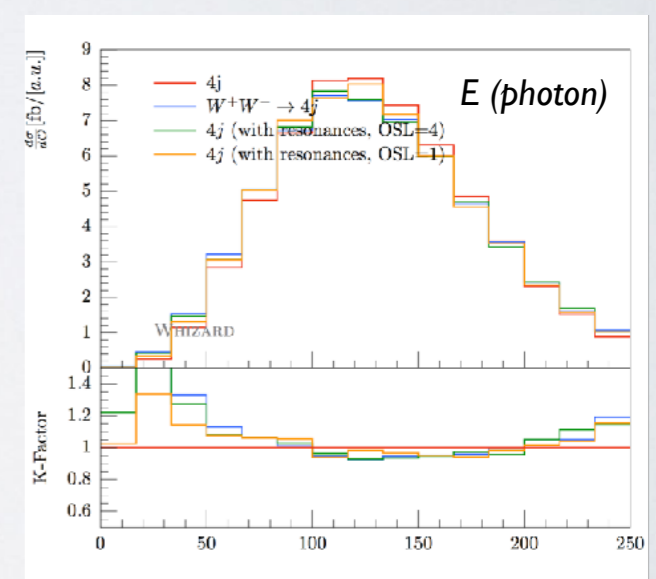 dσ/dO [fb/[a.u.]]
9
8
7
6
5
4
3
2
1
0
4j
W⁺W⁻ → 4j
4j (with resonances, OSL=4)
4j (with resonances, OSL=1)
E (photon)
WHIZARD
K-Factor
1.4
1.2
1
0.8
0.6
0
50
100
150
200
250